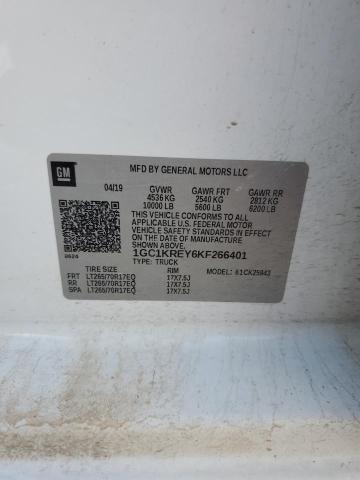 GM
MFD BY GENERAL MOTORS LLC
04/19 GVWR GAWR FRT GAWR RR
4536 KG 2540 KG 2812 KG
10000 LB 5600 LB 6200 LB
THIS VEHICLE CONFORMS TO ALL
APPLICABLE U.S. FEDERAL MOTOR
VEHICLE SAFETY STANDARDS IN EFFECT ON
THE DATE OF MANUFACTURE SHOWN ABOVE.
1GC1KREY6KF266401
TYPE: TRUCK
TIRE SIZE RIM MODEL: 61CK25943
FRT LT265/70R17EQ 17X7.5J
RR LT265/70R17EQ 17X7.5J
SPA LT265/70R17EQ 17X7.5J